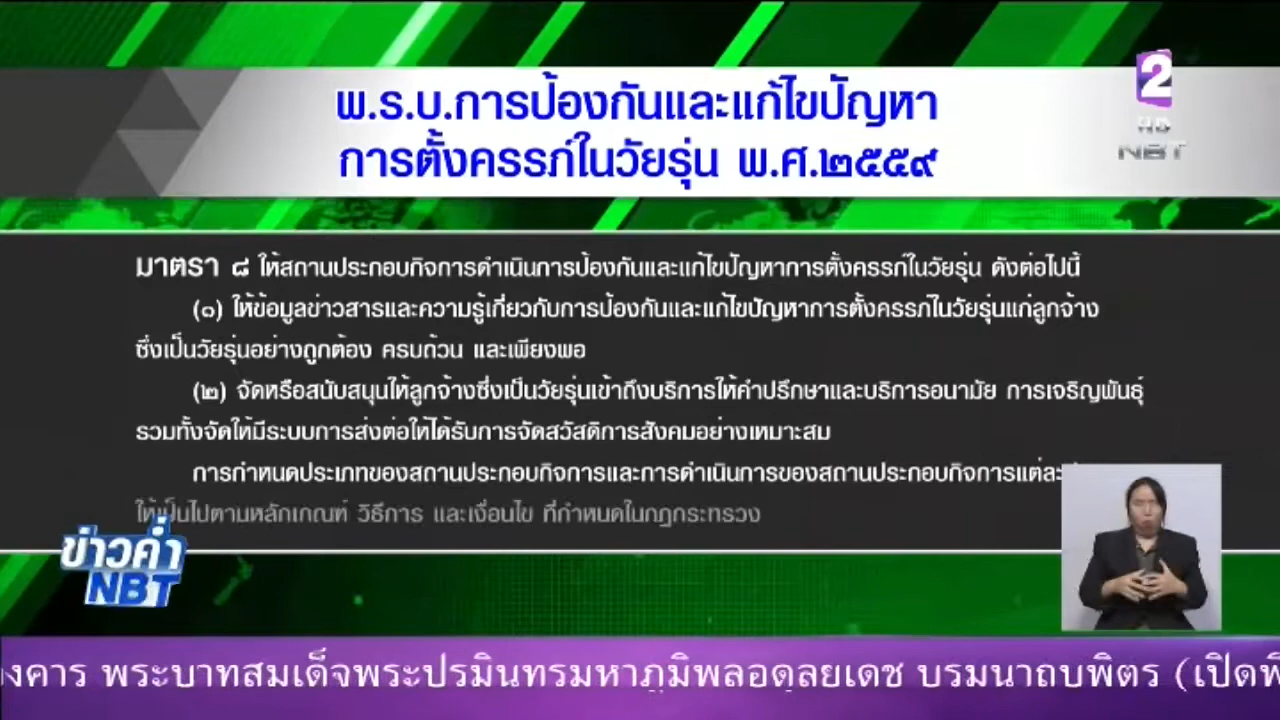 พ.ร.บ.การป้องกันและแก้ไขปัญหา
การตั้งครรภ์ในวัยรุ่น พ.ศ.๒๕๕๙
2
HD
NBT
มาตรา ๘ ให้สถานประกอบกิจการดำเนินการป้องกันและแก้ไขปัญหาการตั้งครรภ์ในวัยรุ่น ดังต่อไปนี้
(๑) ให้ข้อมูลข่าวสารและความรู้เกี่ยวกับการป้องกันและแก้ไขปัญหาการตั้งครรภ์ในวัยรุ่นแก่ลูกจ้าง
ซึ่งเป็นวัยรุ่นอย่างถูกต้อง ครบถ้วน และเพียงพอ
(๒) จัดหรือสนับสนุนให้ลูกจ้างซึ่งเป็นวัยรุ่นเข้าถึงบริการให้คำปรึกษาและบริการอนามัย การเจริญพันธุ์
รวมทั้งจัดให้มีระบบการส่งต่อให้ได้รับการจัดสวัสดิการสังคมอย่างเหมาะสม
การกำหนดประเภทของสถานประกอบกิจการและการดำเนินการของสถานประกอบกิจการแต่ละ
ให้เป็นไปตามหลักเกณฑ์ วิธีการ และเงื่อนไข ที่กำหนดในกฎกระทรวง
ข่าวค่ำ
NBT
งคาร พระบาทสมเด็จพระปรมินทรมหาภูมิพลอดุลยเดช บรมนาถบพิตร (เปิดพิ